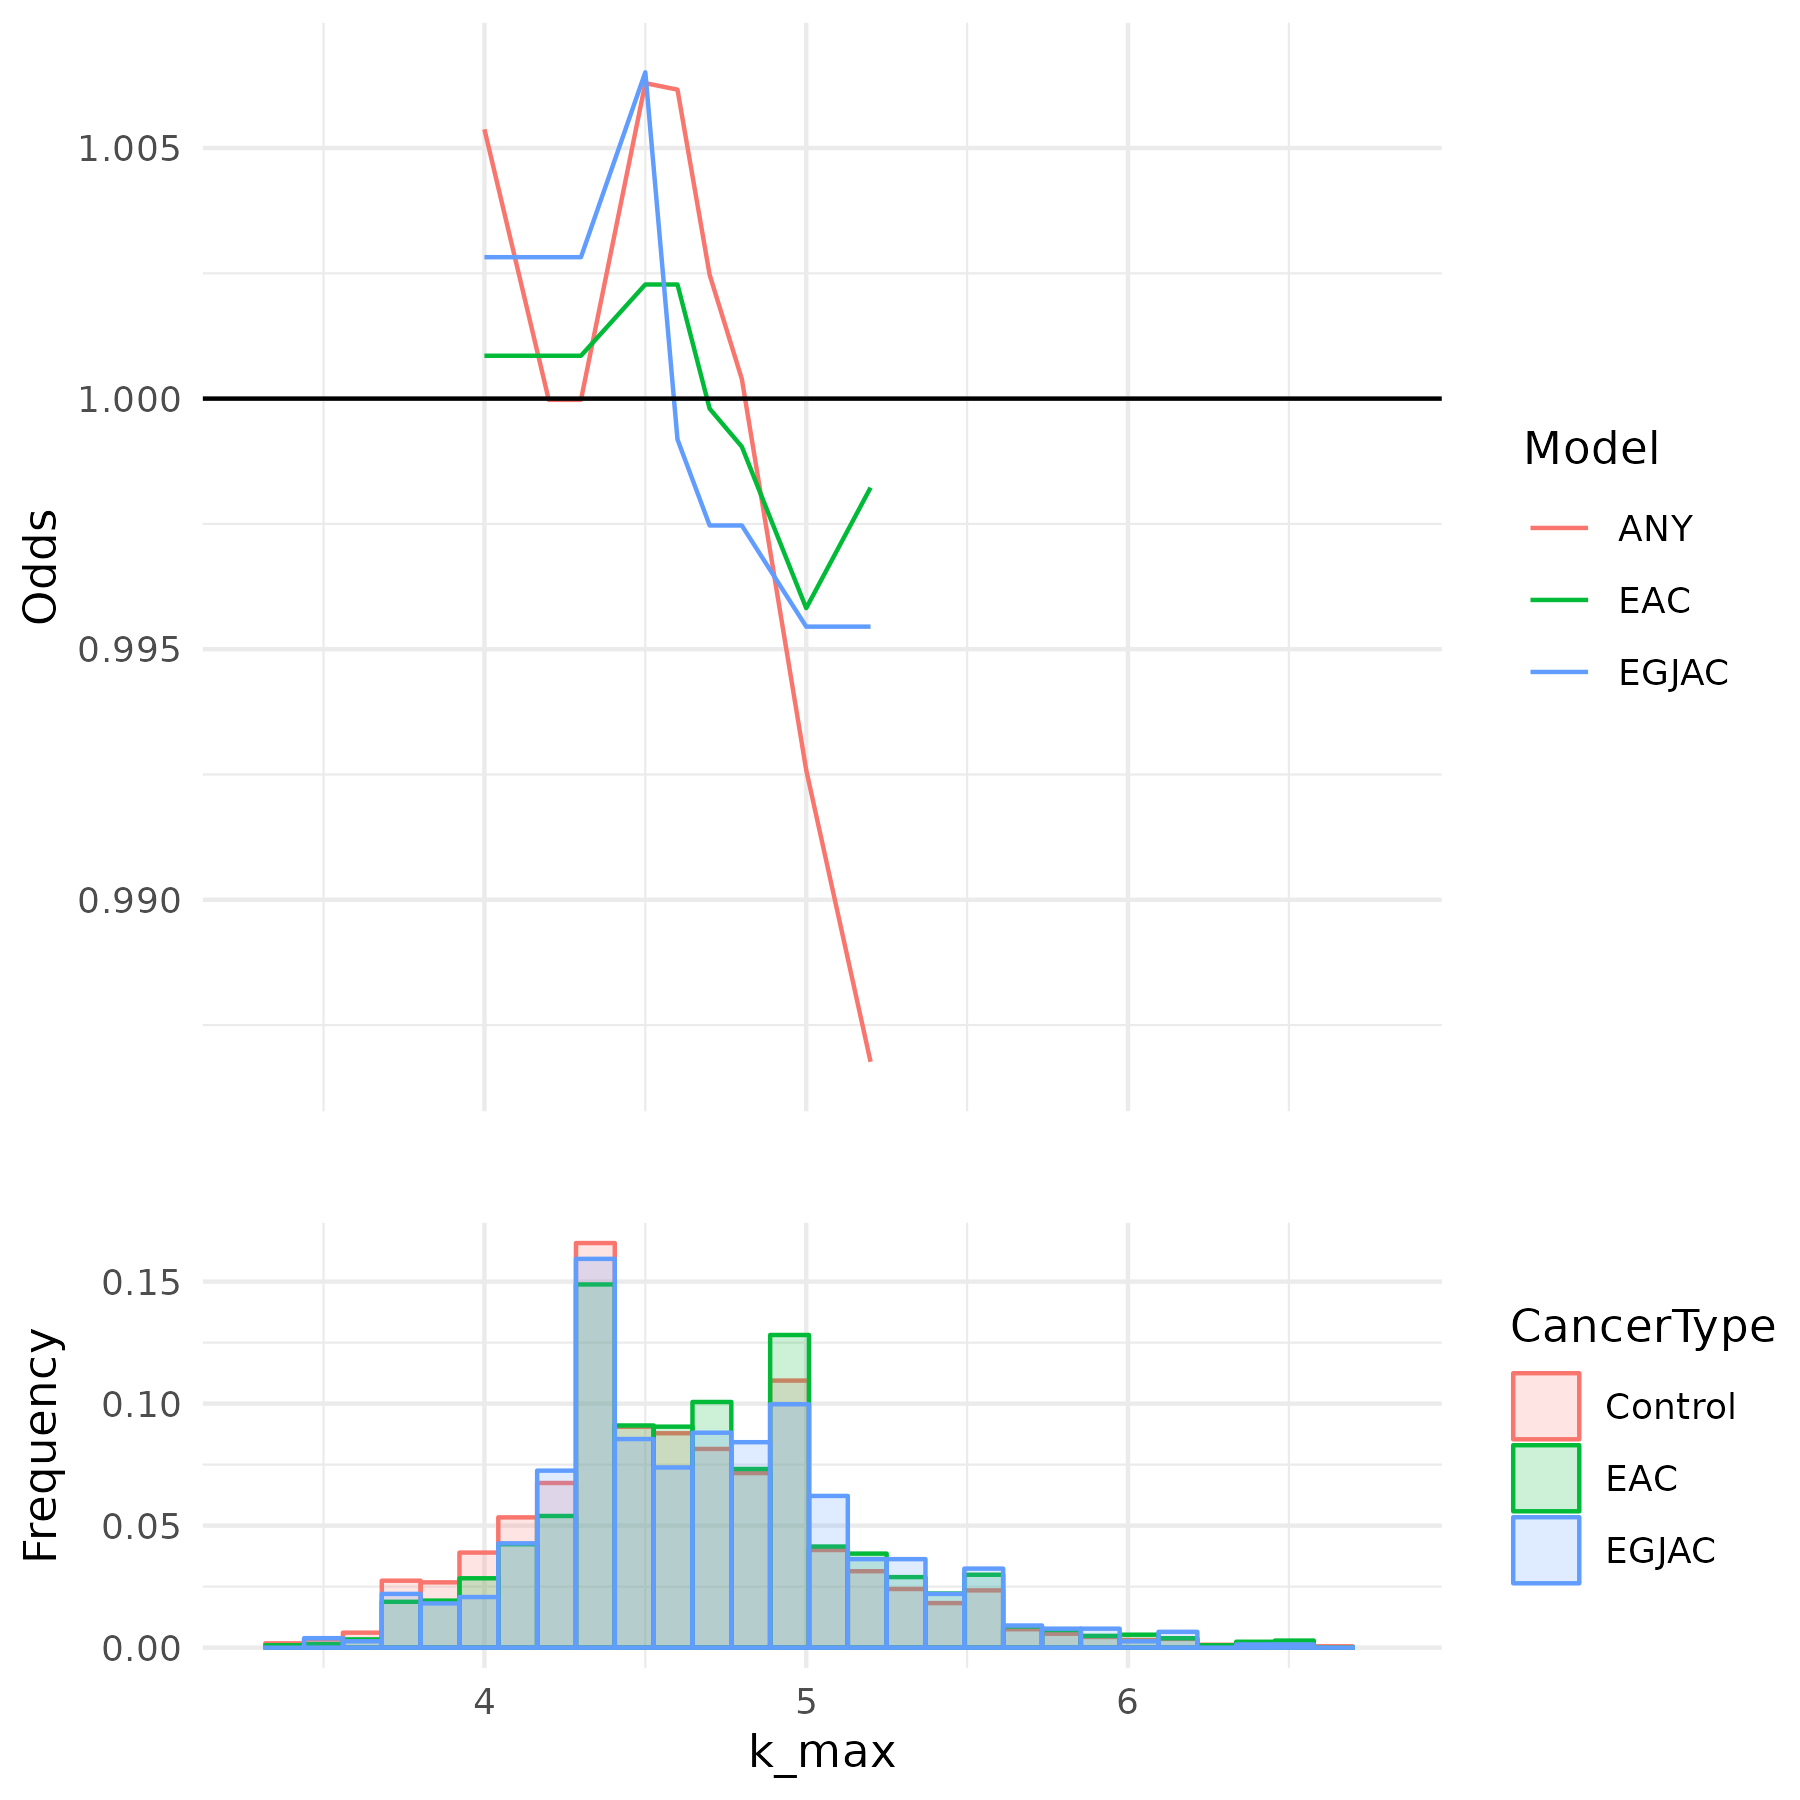 1.005
1.000
0.995
0.990
Odds
Model
ANY
EAC
EGJAC
0.15
0.10
0.05
0.00
Frequency
4
5
6
k_max
CancerType
Control
EAC
EGJAC